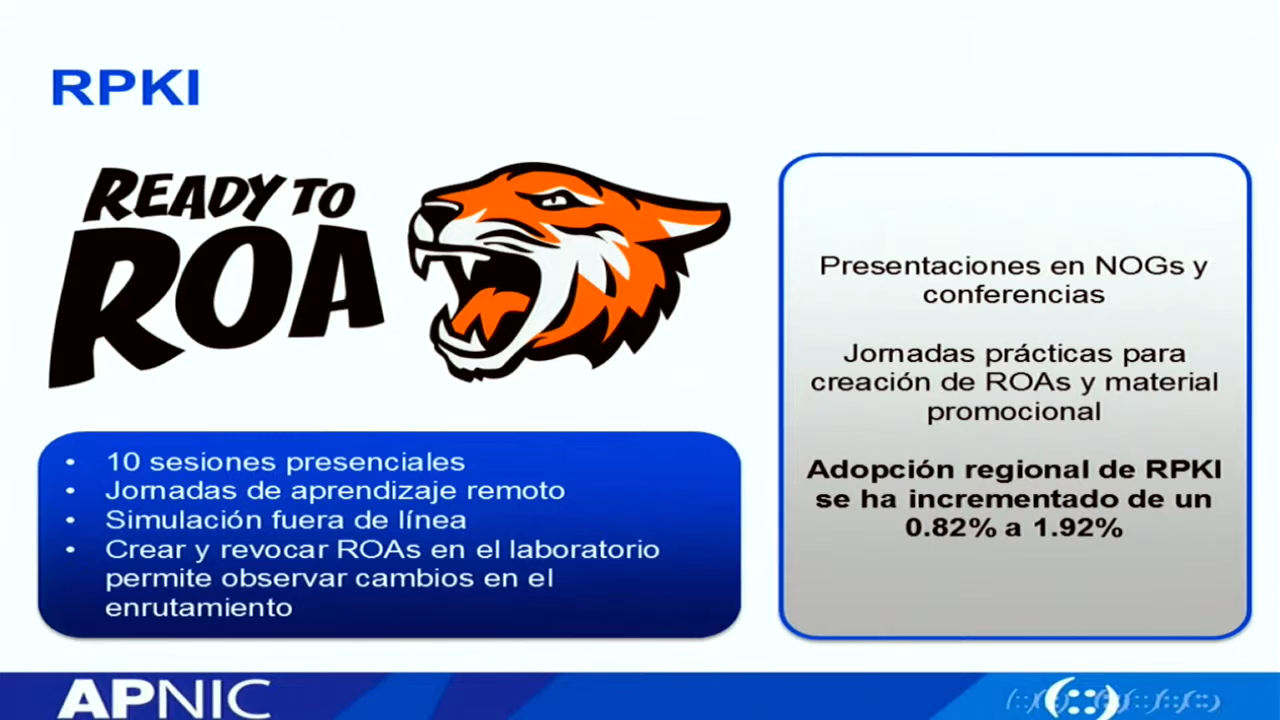 RPKI
READY TO
ROA
Presentaciones en NOGs y
conferencias
Jornadas prácticas para
creación de ROAs y material
promocional
Adopción regional de RPKI
se ha incrementado de un
0.82% a 1.92%
• 10 sesiones presenciales
• Jornadas de aprendizaje remoto
• Simulación fuera de línea
• Crear y revocar ROAs en el laboratorio
permite observar cambios en el
enrutamiento
APNIC